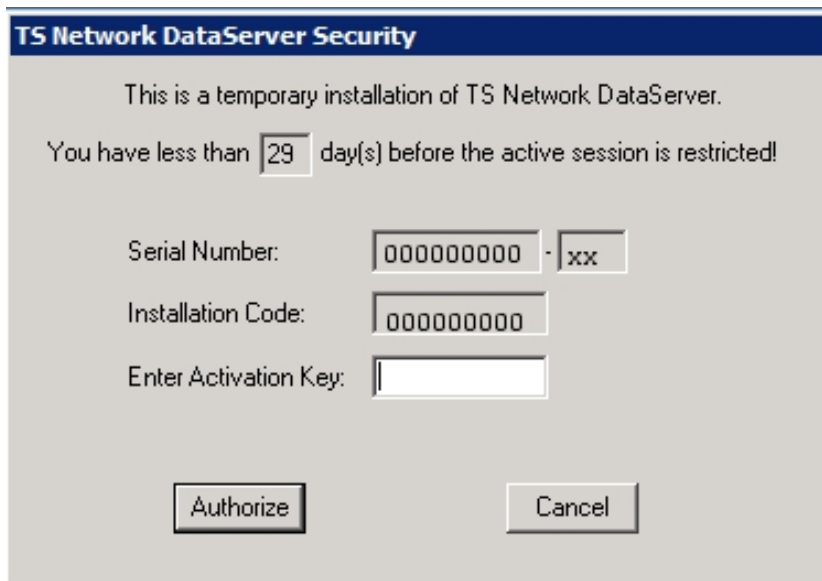 TS Network DataServer Security
This is a temporary installation of TS Network DataServer.
You have less than 29 day(s) before the active session is restricted!
Serial Number: 000000000 - xx
Installation Code: 000000000
Enter Activation Key:
Authorize Cancel